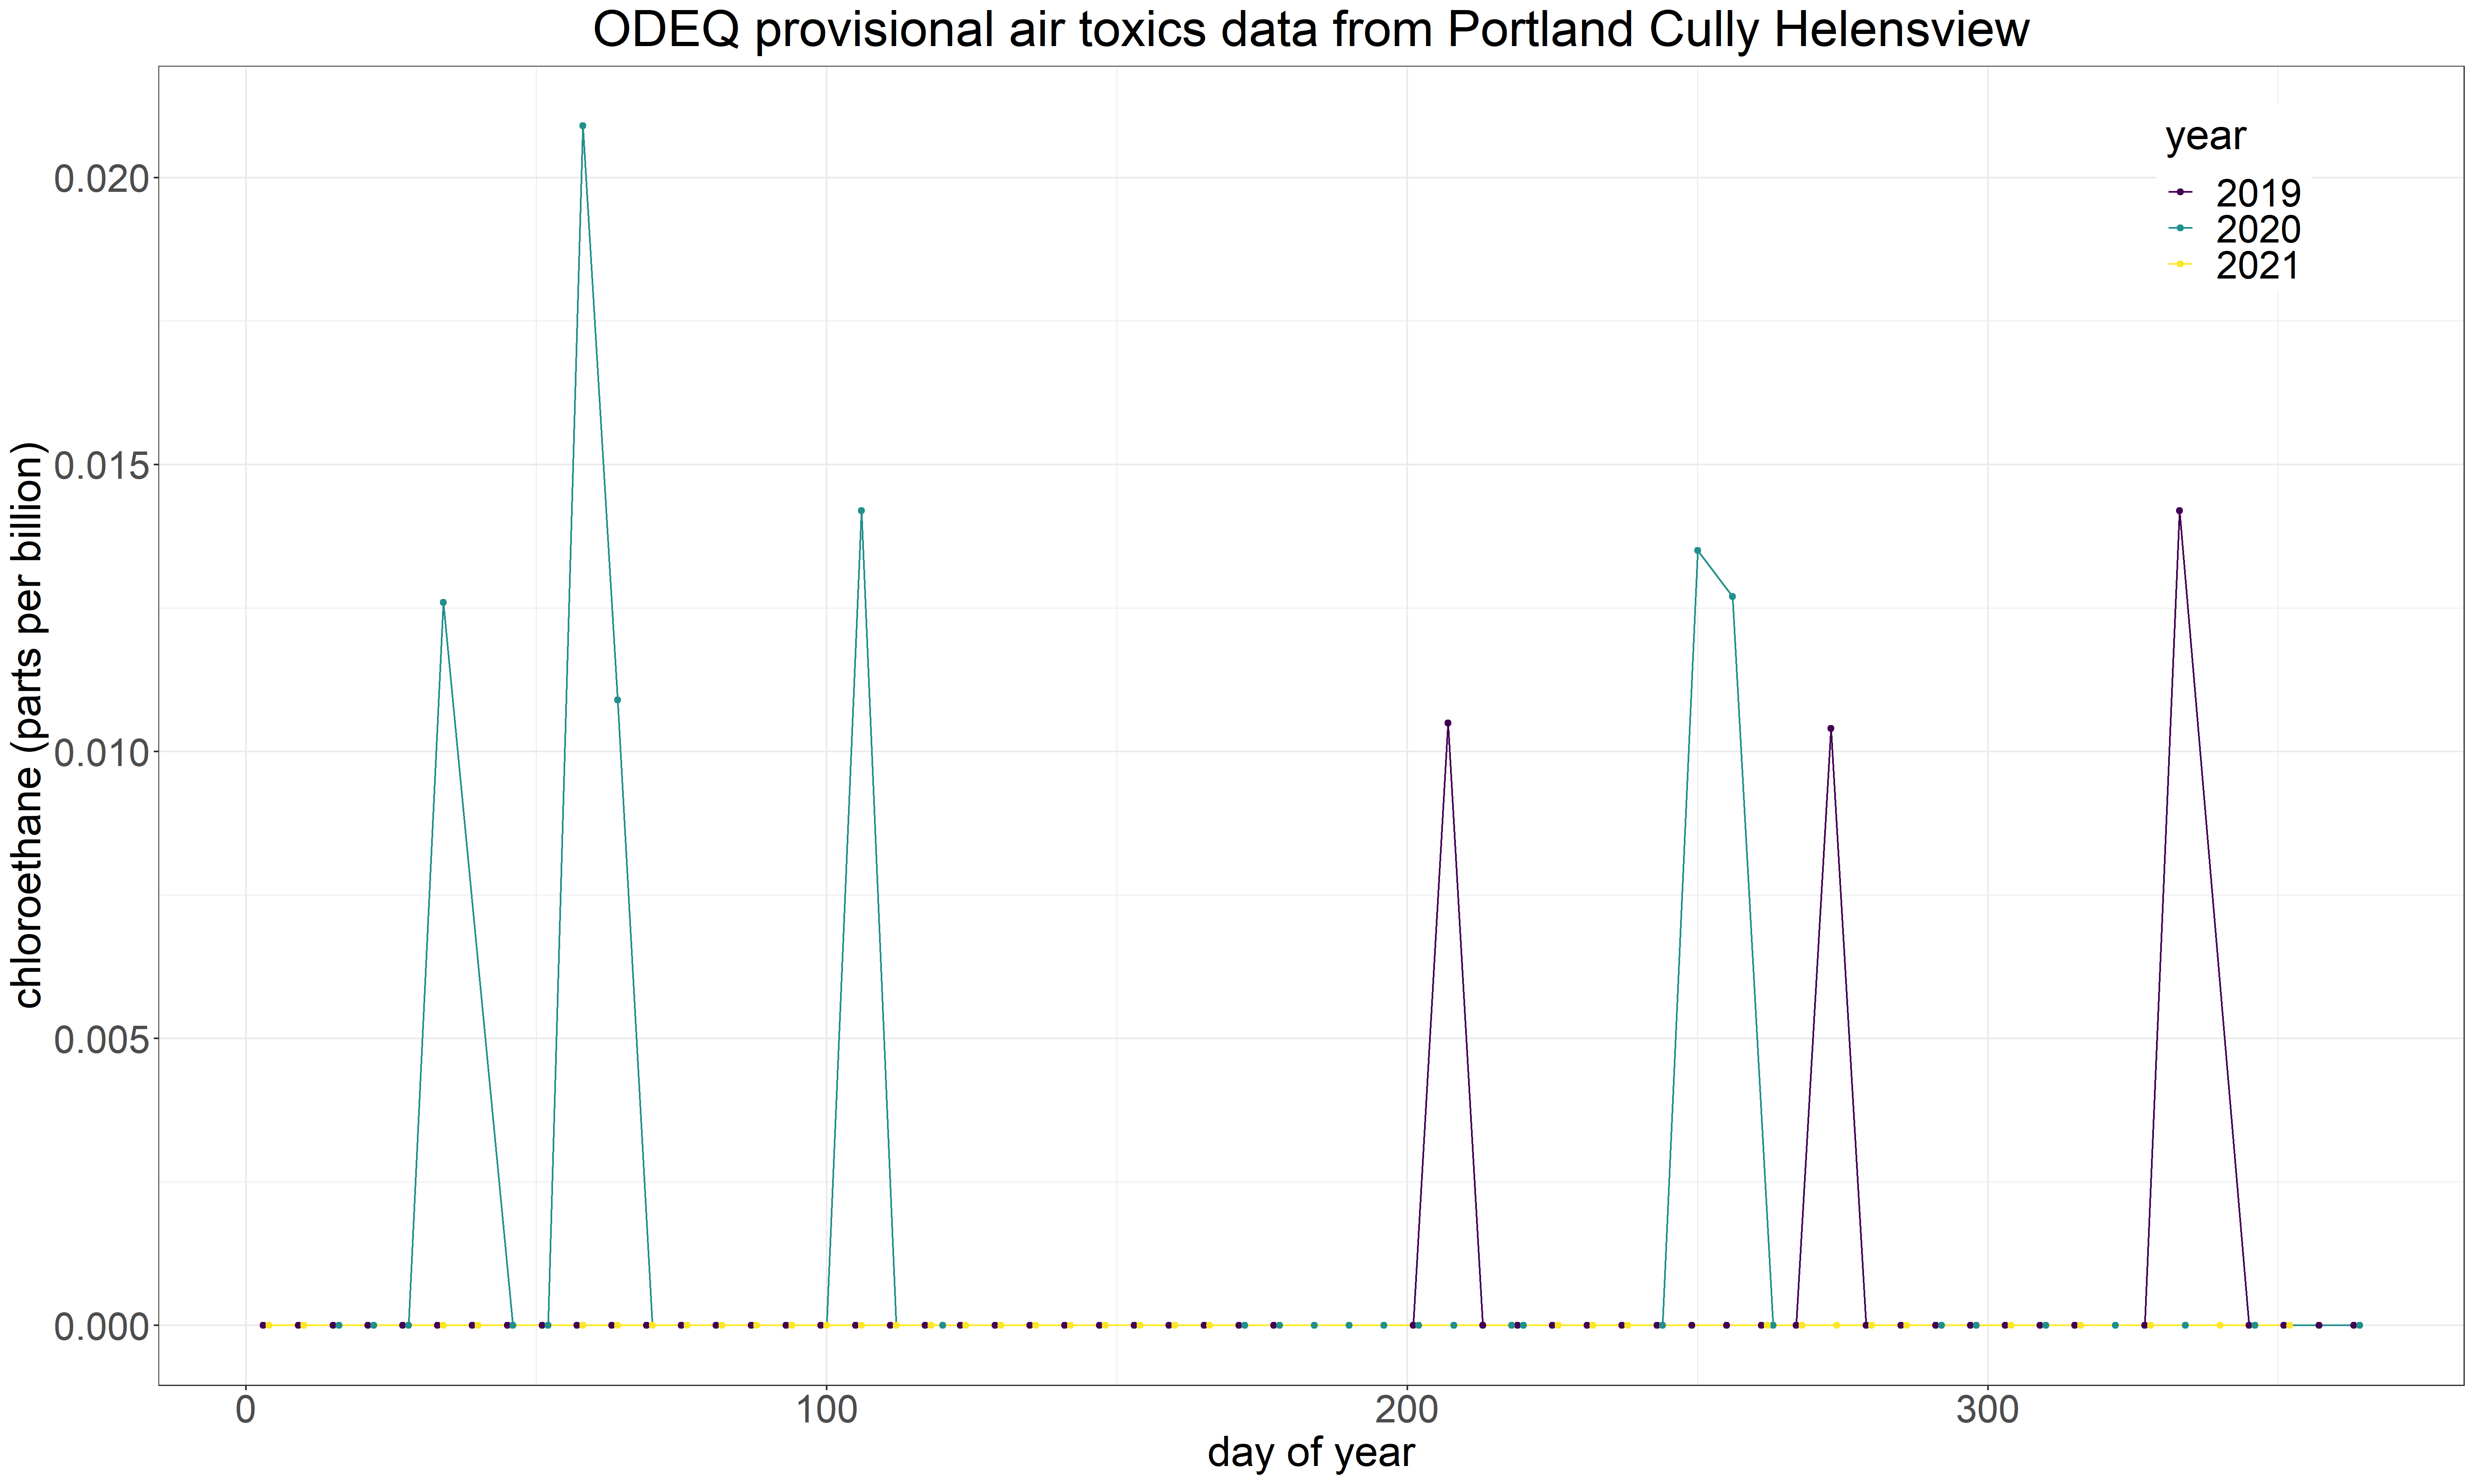 ODEQ provisional air toxics data from Portland Cully Helensview
year
2019
2020
2021
0.020
0.015
0.010
0.005
0.000
chloroethane (parts per billion)
0 100 200 300
day of year